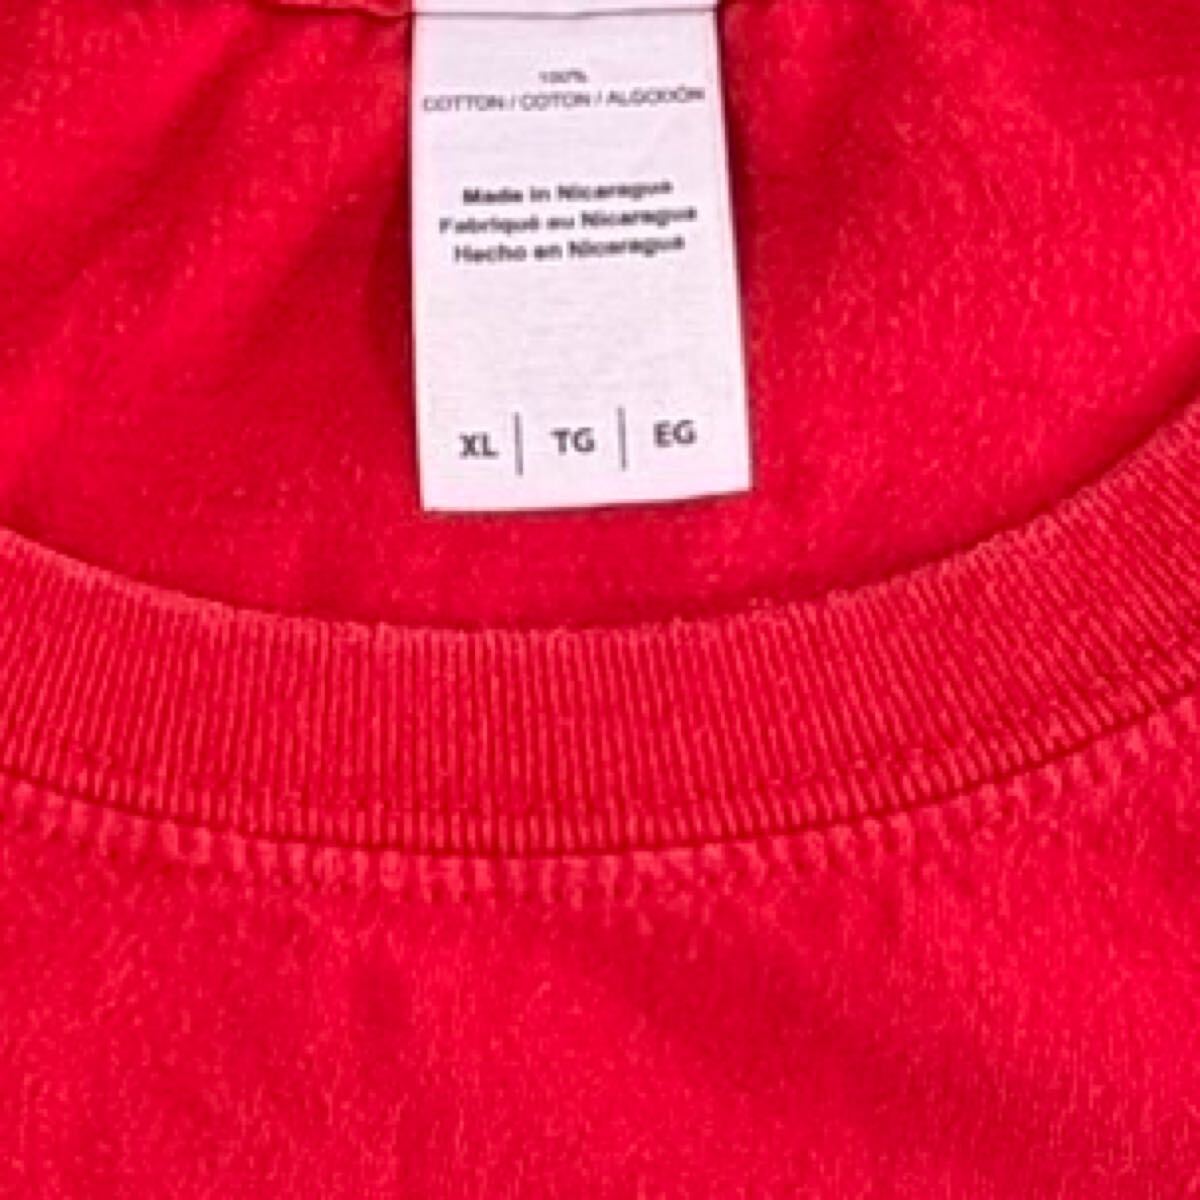 100%
COTTON / COTON / ALGODÓN
Made in Nicaragua
Fabriqué au Nicaragua
Hecho en Nicaragua
XL | TG | EG